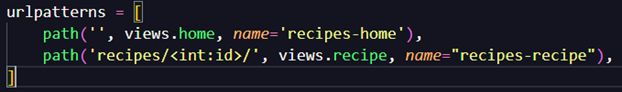 urlpatterns = [
    path('', views.home, name='recipes-home'),
    path('recipes/<int:id>/', views.recipe, name="recipes-recipe"),
]